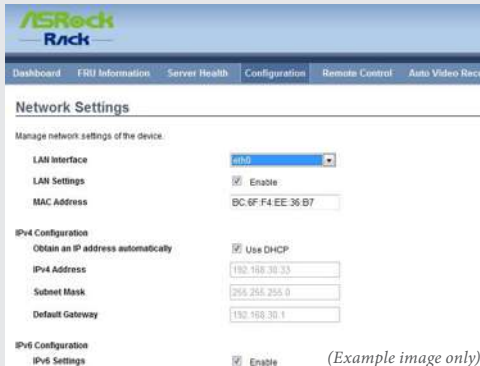 ASRock
Rack
Dashboard FRU Information Server Health Configuration Remote Control Auto Video Rec
Network Settings
Manage network settings of the device.
LAN Interface eth0
LAN Settings Enable
MAC Address BC:6F:F4:EE:36:B7
IPv4 Configuration
Obtain an IP address automatically Use DHCP
IPv4 Address 192.168.30.33
Subnet Mask 255.255.255.0
Default Gateway 192.168.30.1
IPv6 Configuration
IPv6 Settings Enable (Example image only)